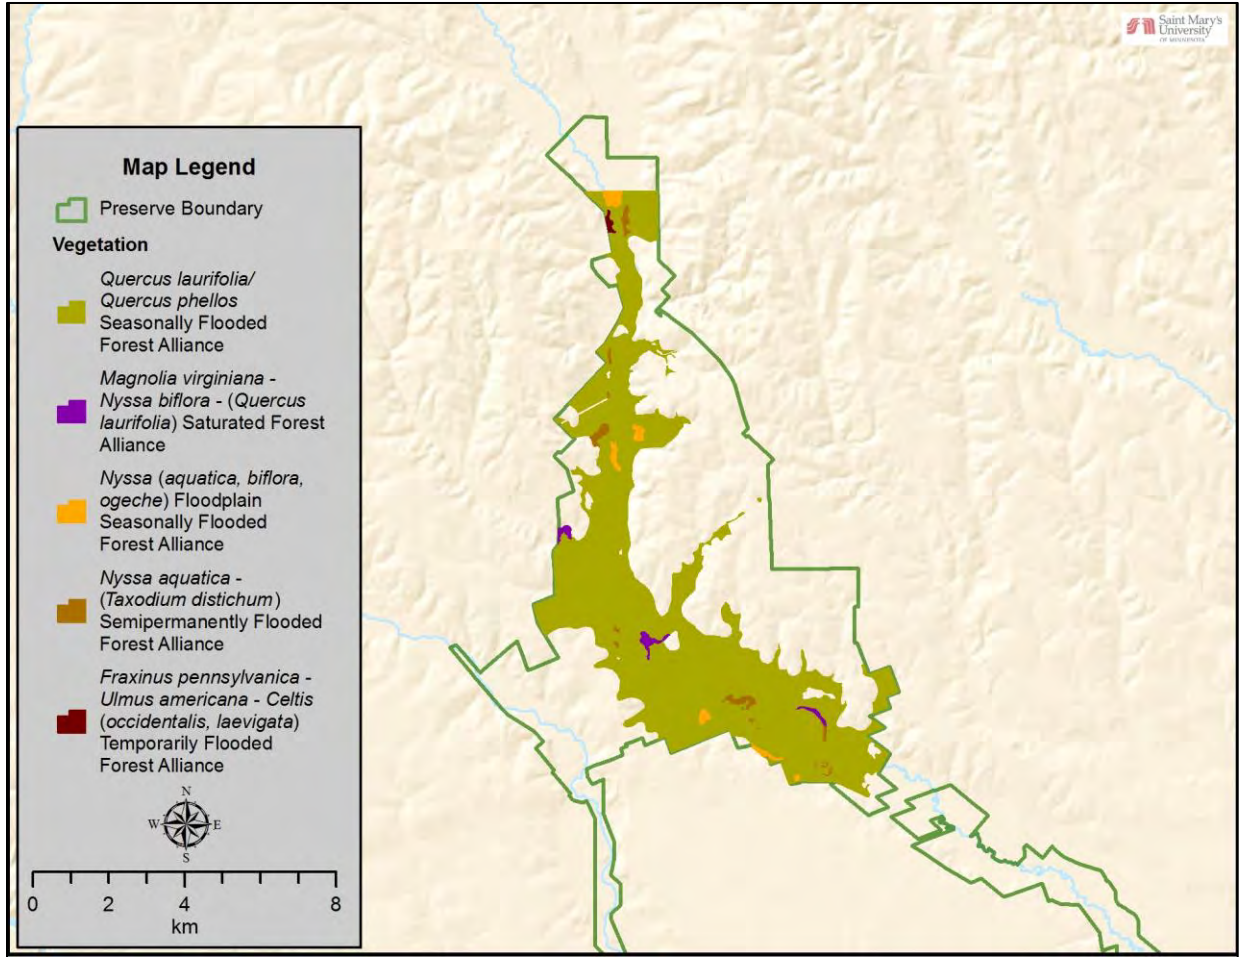 Saint Mary's
University
OF MINNESOTA
Map Legend
Preserve Boundary
Vegetation
Quercus laurifolia/
Quercus phellos
Seasonally Flooded
Forest Alliance
Magnolia virginiana -
Nyssa biflora - (Quercus
laurifolia) Saturated Forest
Alliance
Nyssa (aquatica, biflora,
ogeche) Floodplain
Seasonally Flooded
Forest Alliance
Nyssa aquatica -
(Taxodium distichum)
Semipermanently Flooded
Forest Alliance
Fraxinus pennsylvanica -
Ulmus americana - Celtis
(occidentalis, laevigata)
Temporarily Flooded
Forest Alliance
N
W E
S
0 2 4 8
km